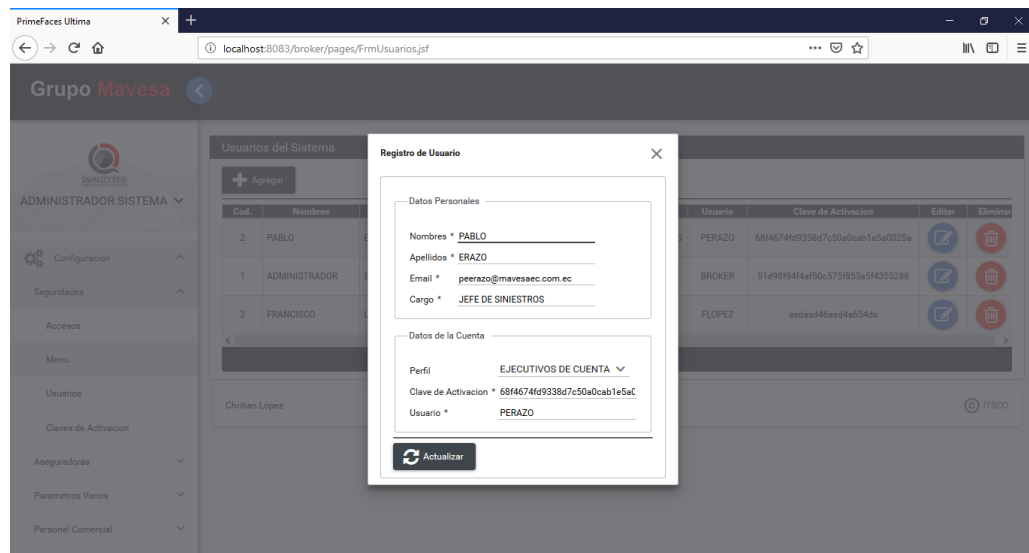 PrimeFaces Ultima
localhost:8083/broker/pages/FrmUsuarios.jsf
Grupo Mavesa
QUALITYSEG
ADMINISTRADOR SISTEMA
Configuracion
Seguridades
Accesos
Menu
Usuarios
Claves de Activacion
Aseguradoras
Parametros Varios
Personal Comercial
Usuarios del Sistema
Agregar
Cod. Nombres Usuario Clave de Activacion Editar Eliminar
2 PABLO E S PERAZO 68f4674fd9338d7c50a0cab1e5a0025a
1 ADMINISTRADOR S BROKER 51d98f94f4af50c575f853a5f4355286
3 FRANCISCO L FLOPEZ asdasd46asd4a654ds
Chritian López
ITSCO
Registro de Usuario
Datos Personales
Nombres * PABLO
Apellidos * ERAZO
Email * peerazo@mavesaec.com.ec
Cargo * JEFE DE SINIESTROS
Datos de la Cuenta
Perfil EJECUTIVOS DE CUENTA
Clave de Activacion * 68f4674fd9338d7c50a0cab1e5a0
Usuario * PERAZO
Actualizar